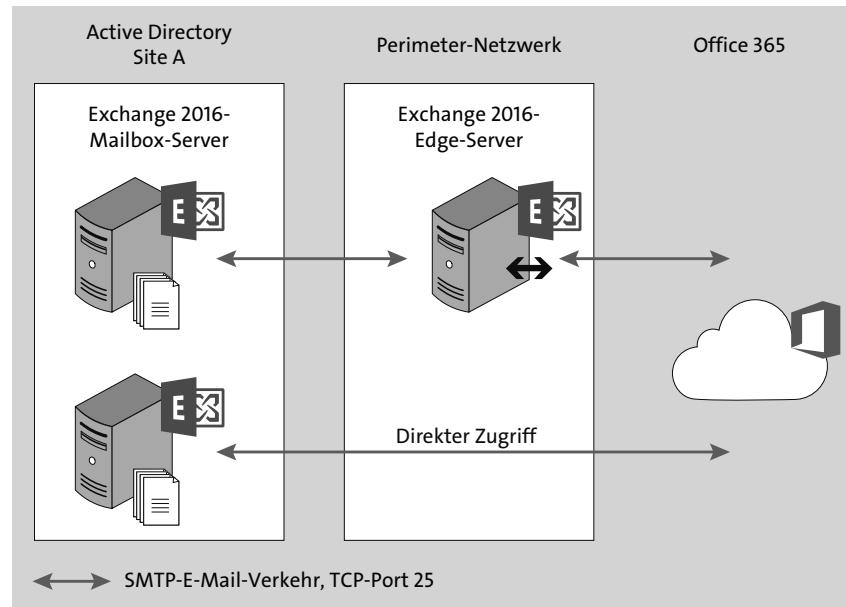 Active Directory
Site A
Perimeter-Netzwerk
Office 365
Exchange 2016-
Mailbox-Server
Exchange 2016-
Edge-Server
E
E
E
Direkter Zugriff
SMTP-E-Mail-Verkehr, TCP-Port 25